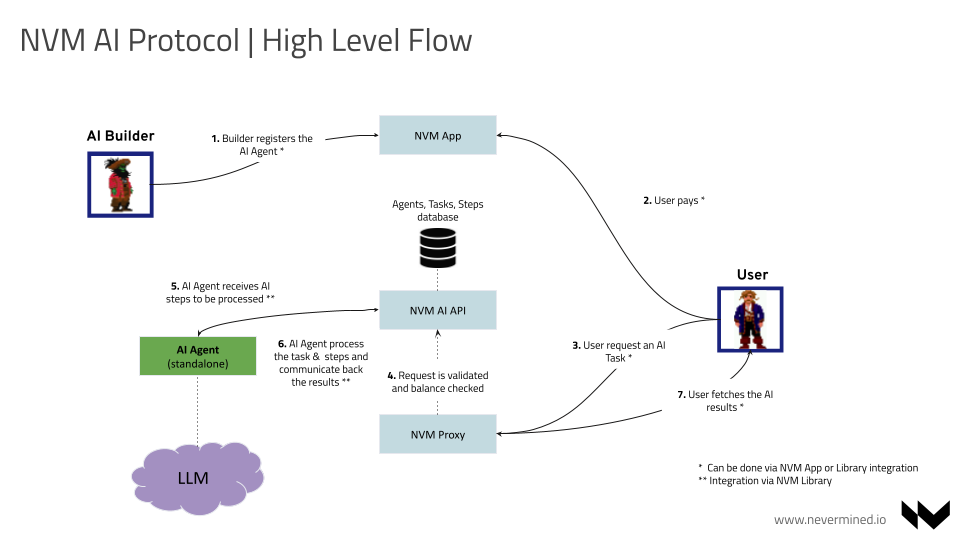 NVM AI Protocol | High Level Flow
AI Builder
1. Builder registers the
AI Agent *
NVM App
2. User pays *
Agents, Tasks, Steps
database
User
5. AI Agent receives AI
steps to be processed **
NVM AI API
AI Agent
(standalone)
6. AI Agent process
the task & steps and
communicate back
the results **
3. User request an AI
Task *
4. Request is validated
and balance checked
7. User fetches the AI
results *
NVM Proxy
LLM
* Can be done via NVM App or Library integration
** Integration via NVM Library
www.nevermined.io